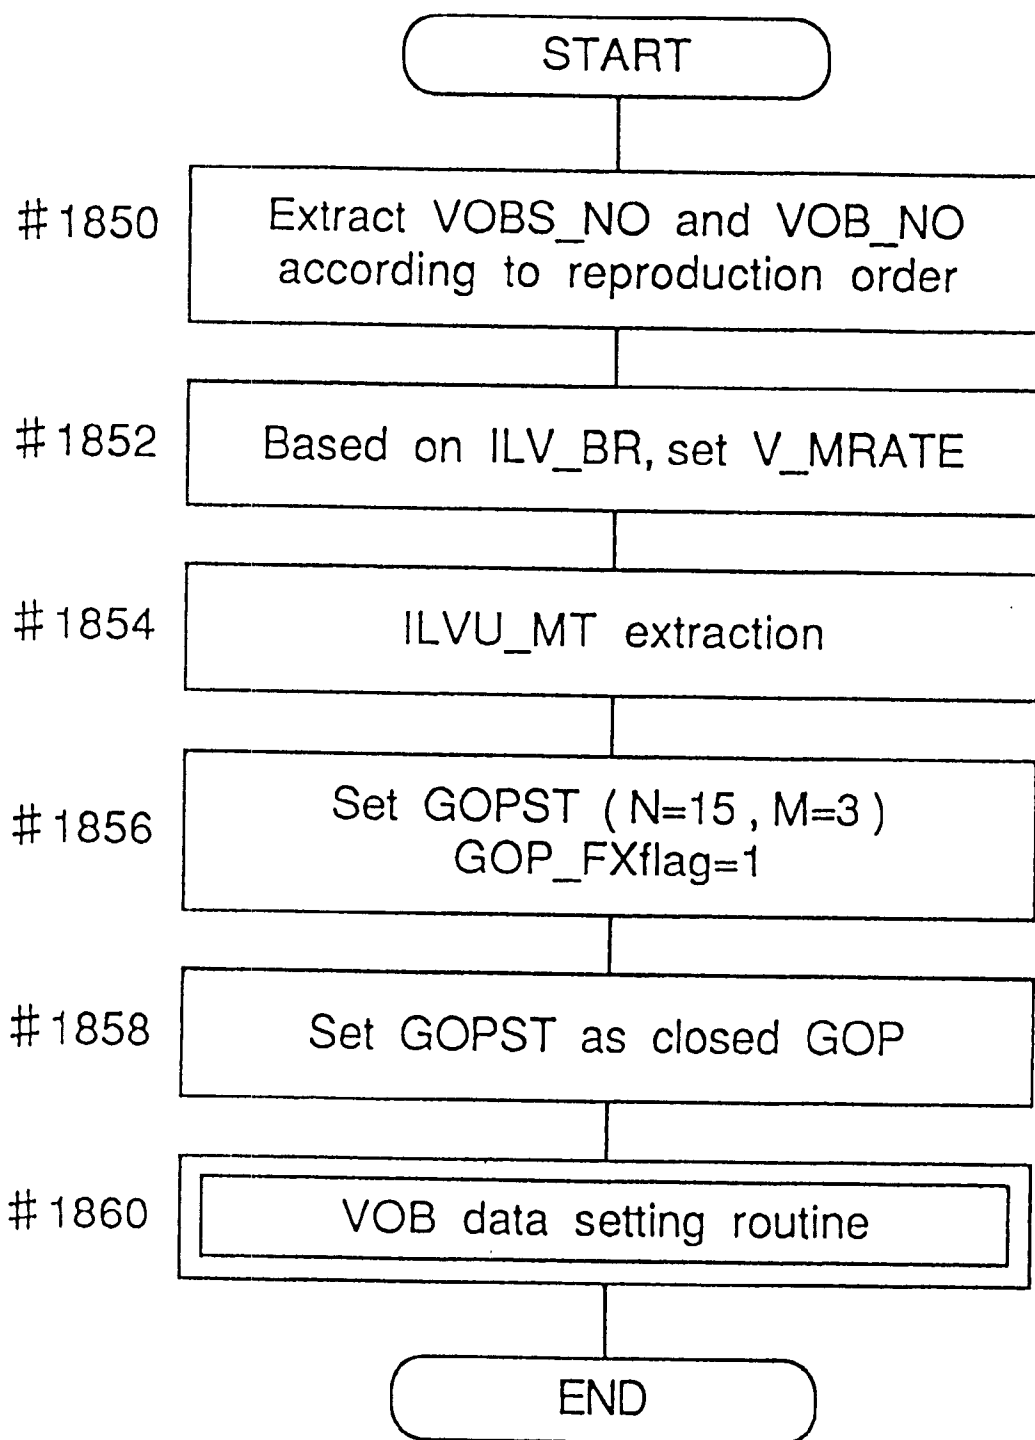 START
#1850
Extract VOBS_NO and VOB_NO
according to reproduction order
#1852
Based on ILV_BR, set V_MRATE
#1854
ILVU_MT extraction
#1856
Set GOPST (N=15, M=3)
GOP_FXflag=1
#1858
Set GOPST as closed GOP
#1860
VOB data setting routine
END